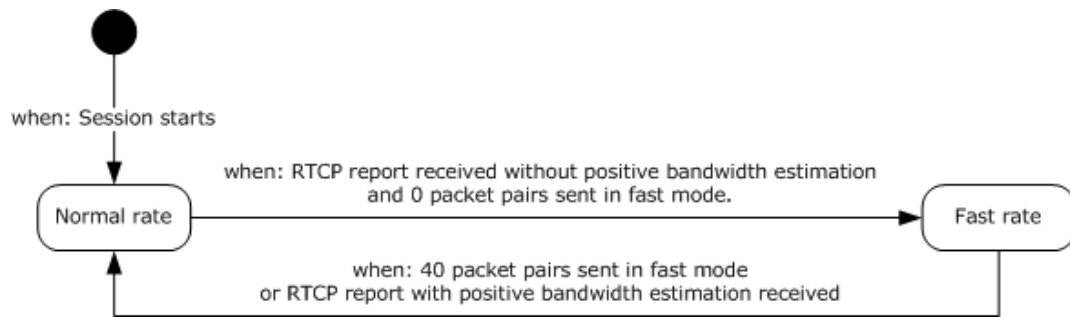 when: Session starts
when: RTCP report received without positive bandwidth estimation
and 0 packet pairs sent in fast mode.
Normal rate
Fast rate
when: 40 packet pairs sent in fast mode
or RTCP report with positive bandwidth estimation received